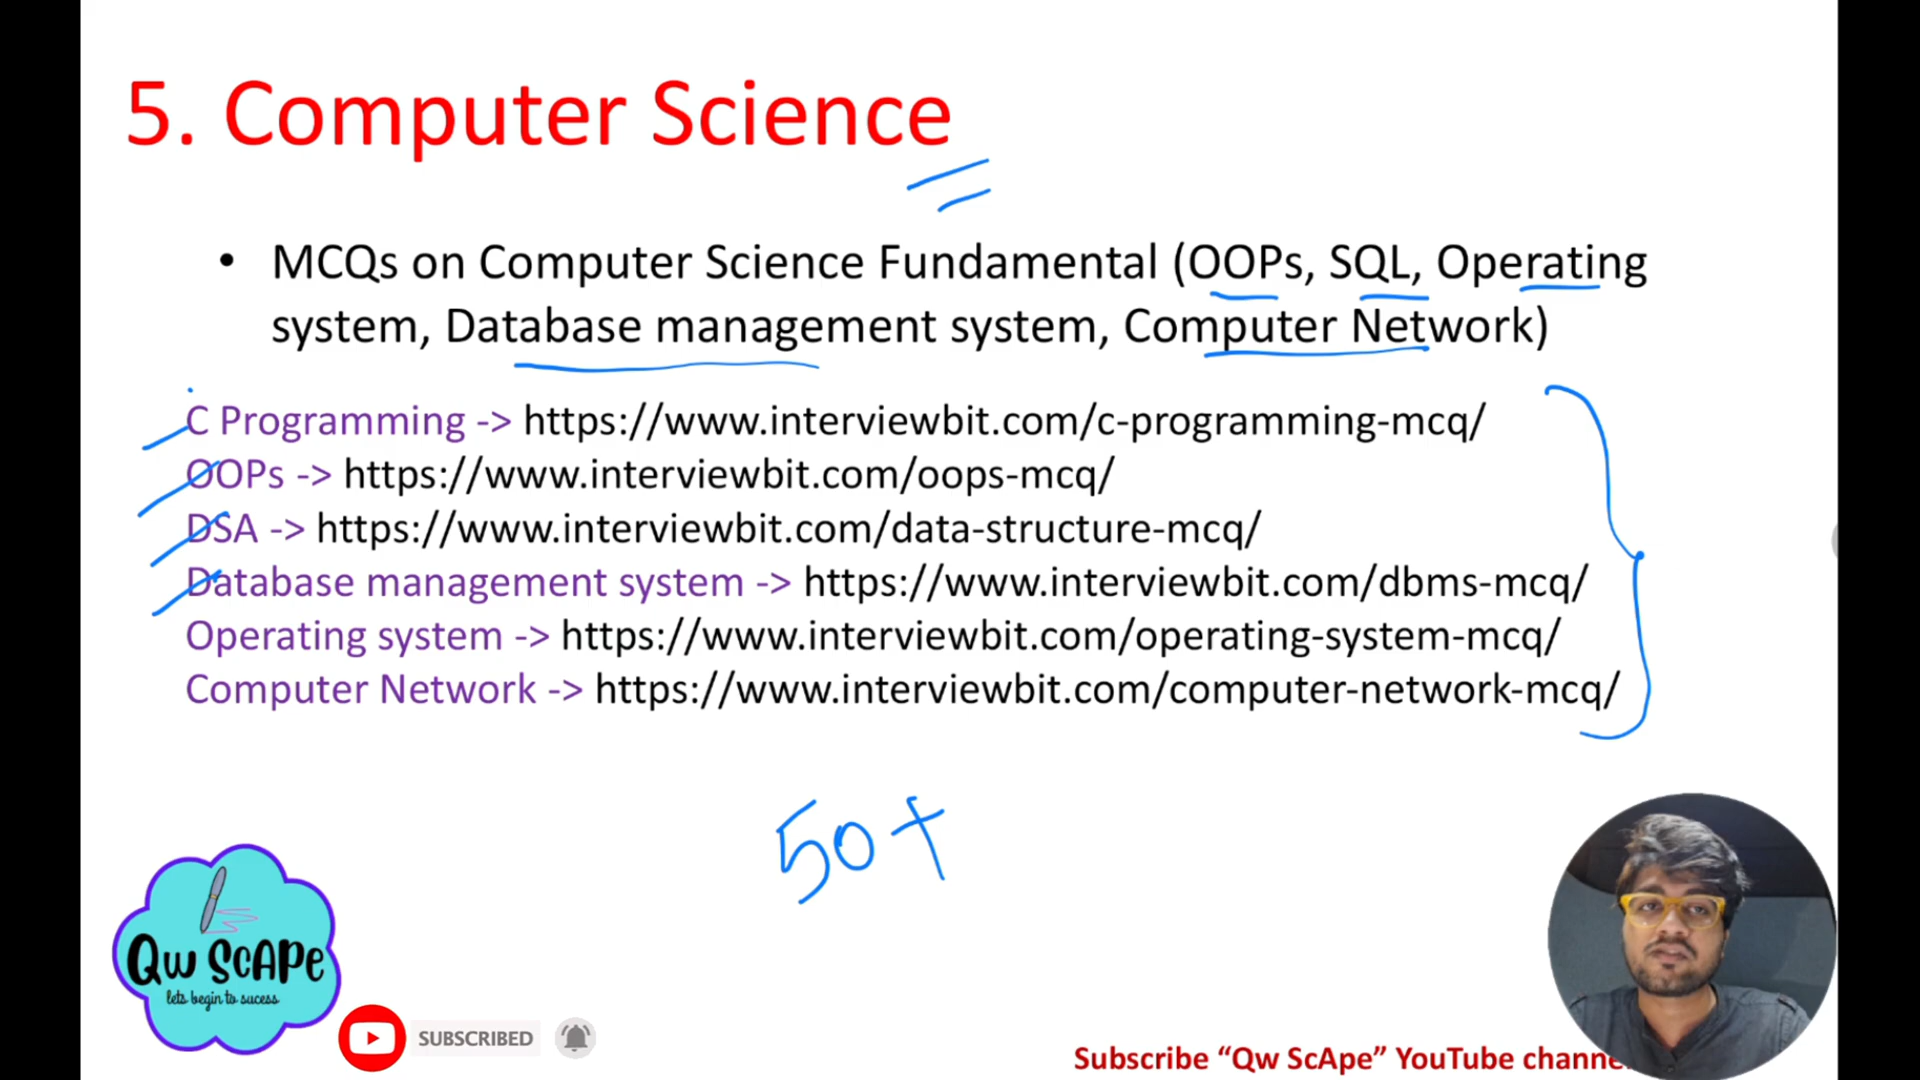 5. Computer Science
• MCQs on Computer Science Fundamental (OOPs, SQL, Operating
system, Database management system, Computer Network)
C Programming -> https://www.interviewbit.com/c-programming-mcq/
OOPs -> https://www.interviewbit.com/oops-mcq/
DSA -> https://www.interviewbit.com/data-structure-mcq/
Database management system -> https://www.interviewbit.com/dbms-mcq/
Operating system -> https://www.interviewbit.com/operating-system-mcq/
Computer Network -> https://www.interviewbit.com/computer-network-mcq/
50+
Qw ScApe
lets begin to sucess
SUBSCRIBED
Subscribe “Qw ScApe” YouTube channe